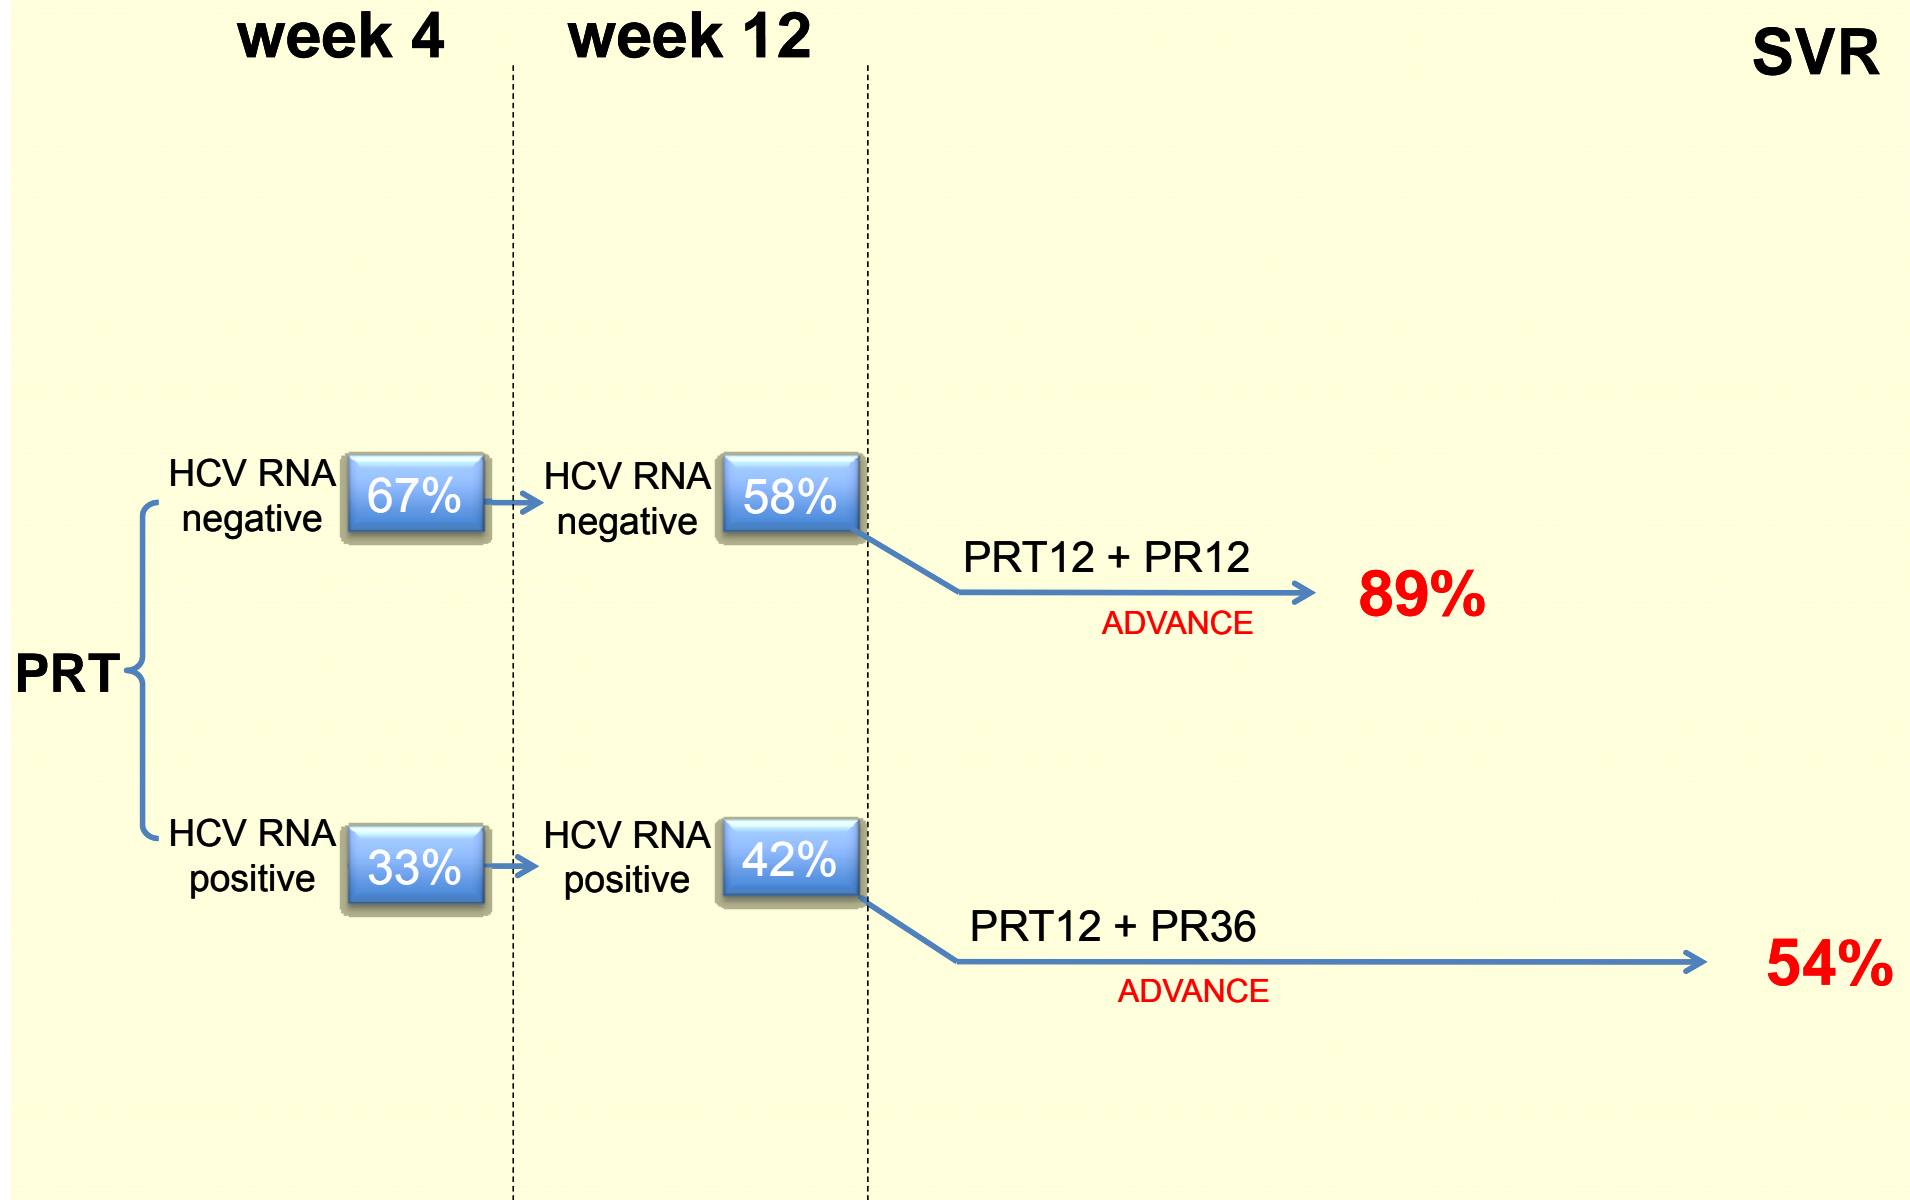 week 4
week 12
SVR
HCV RNA
negative
67%
HCV RNA
negative
58%
PRT12 + PR12
ADVANCE
89%
PRT
HCV RNA
positive
33%
HCV RNA
positive
42%
PRT12 + PR36
ADVANCE
54%